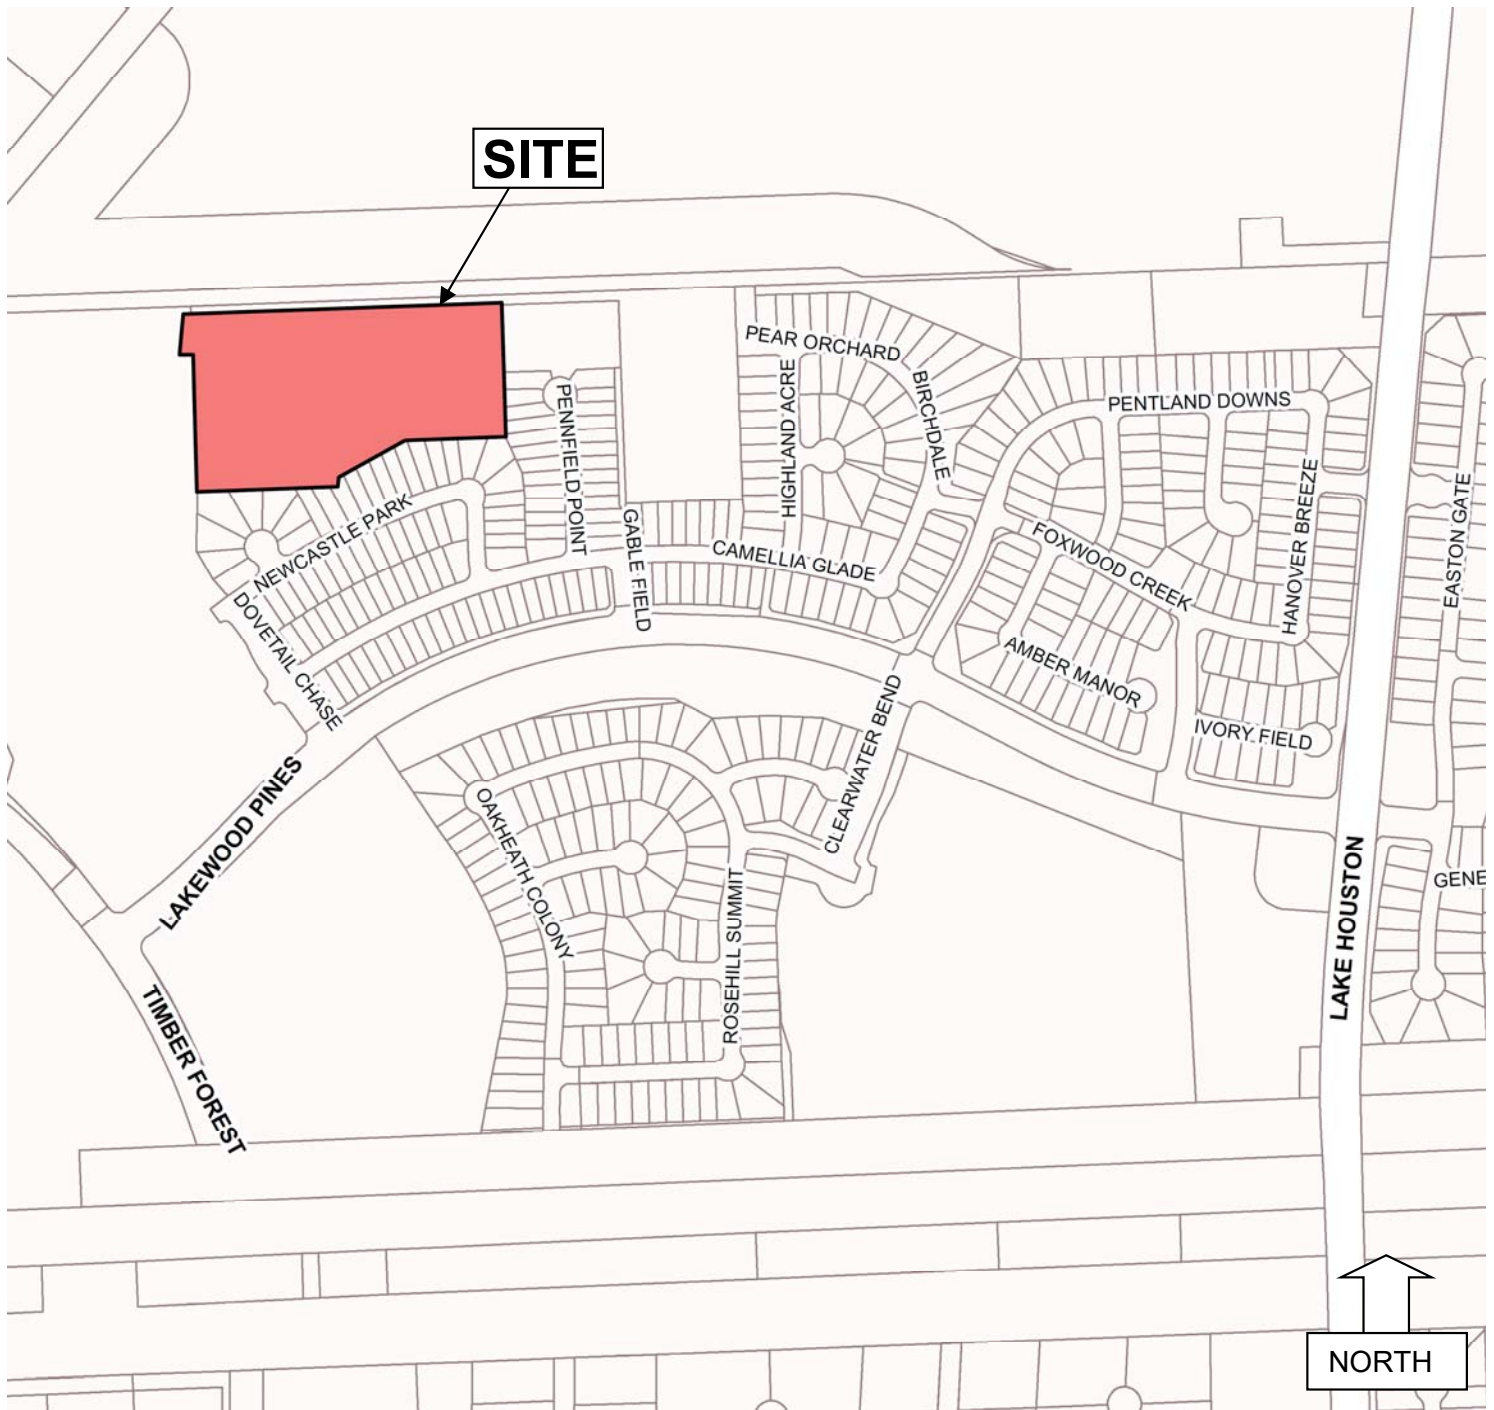 SITE
PEAR ORCHARD
HIGHLAND ACRE
BIRCHDALE
PENTLAND DOWNS
PENNFIELD POINT
NEWCASTLE PARK
GABLE FIELD
CAMELLIA GLADE
FOXWOOD CREEK
HANOVER BREEZE
EASTON GATE
DOVETAIL CHASE
AMBER MANOR
IVORY FIELD
CLEARWATER BEND
LAKEWOOD PINES
OAKHEATH COLONY
ROSEHILL SUMMIT
LAKE HOUSTON
GENE
TIMBER FOREST
NORTH